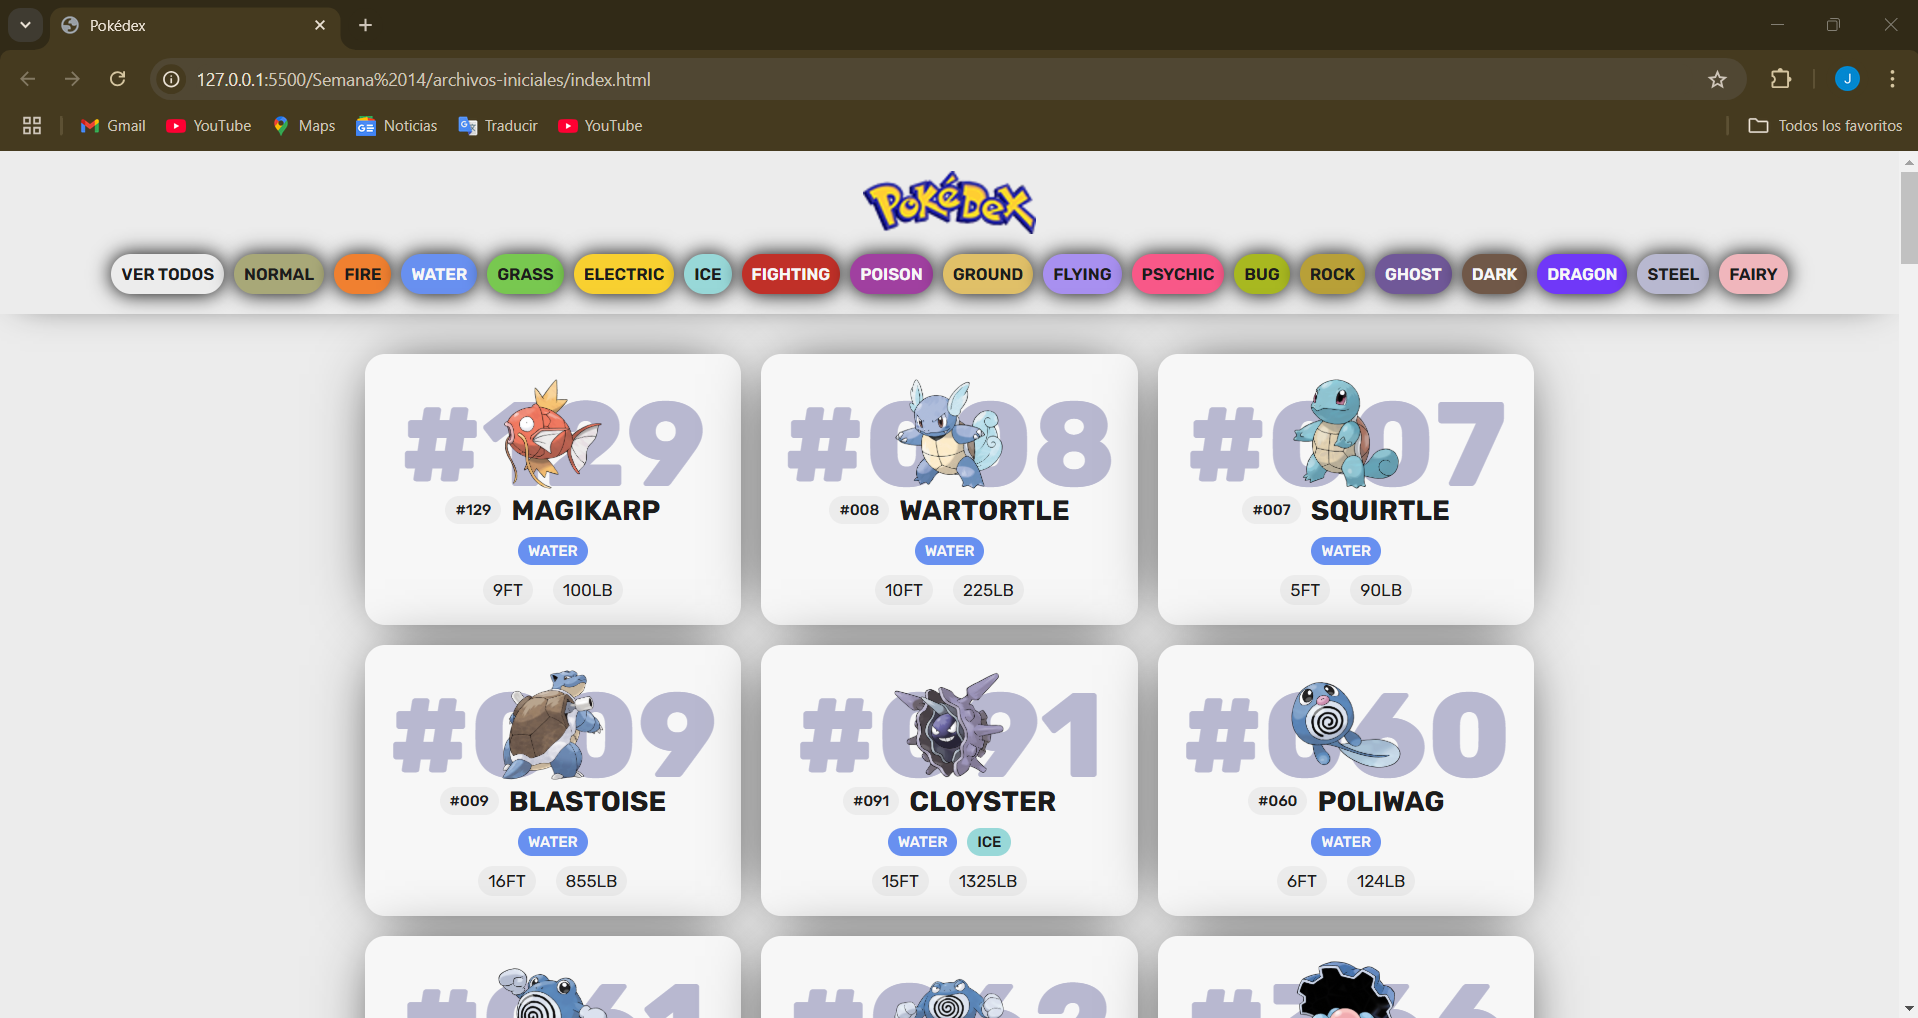 Pokédex
127.0.0.1:5500/Semana%2014/archivos-iniciales/index.html
J
Gmail YouTube Maps Noticias Traducir YouTube Todos los favoritos
POKéDEX
VER TODOS NORMAL FIRE WATER GRASS ELECTRIC ICE FIGHTING POISON GROUND FLYING PSYCHIC BUG ROCK GHOST DARK DRAGON STEEL FAIRY
#129 #008 #007
#129 MAGIKARP #008 WARTORTLE #007 SQUIRTLE
WATER WATER WATER
9FT 100LB 10FT 225LB 5FT 90LB
#009 #091 #060
#009 BLASTOISE #091 CLOYSTER #060 POLIWAG
WATER WATER ICE WATER
16FT 855LB 15FT 1325LB 6FT 124LB